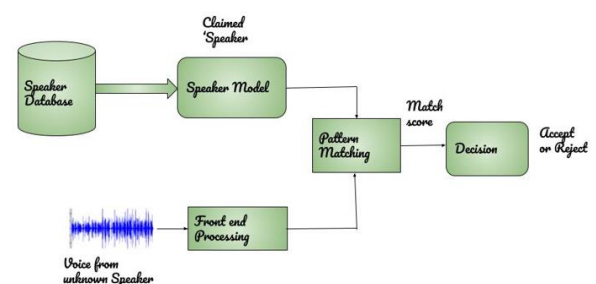 Claimed
'Speaker
Speaker
Database
Speaker Model
Match
score
Pattern
Matching
Decision
Accept
or Reject
Front end
Processing
Voice from
unknown Speaker